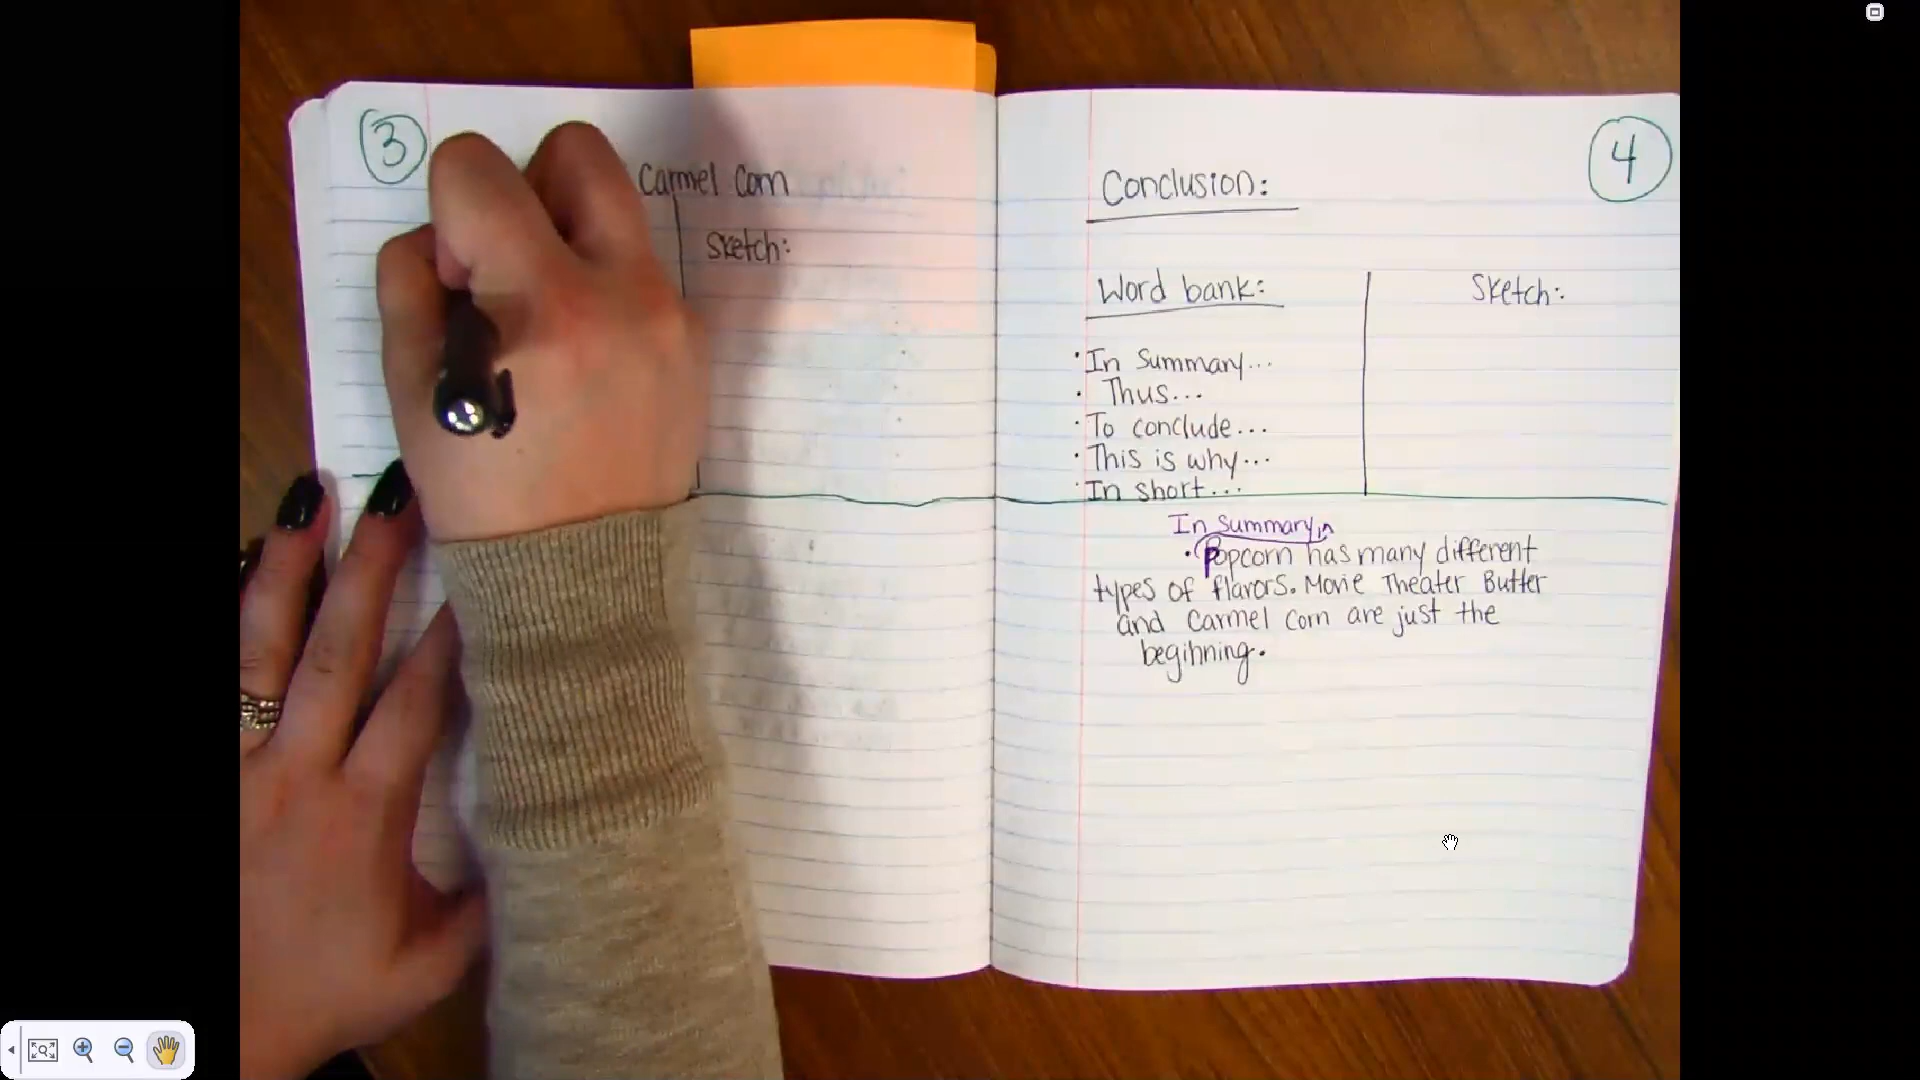 3
Carmel Corn
Sketch:
4
Conclusion:
Word bank:
Sketch:
· In Summary...
· Thus...
· To conclude...
· This is why...
· In short...
In Summary,
· Popcorn has many different
types of flavors. Movie Theater Butter
and Carmel Corn are just the
beginning.